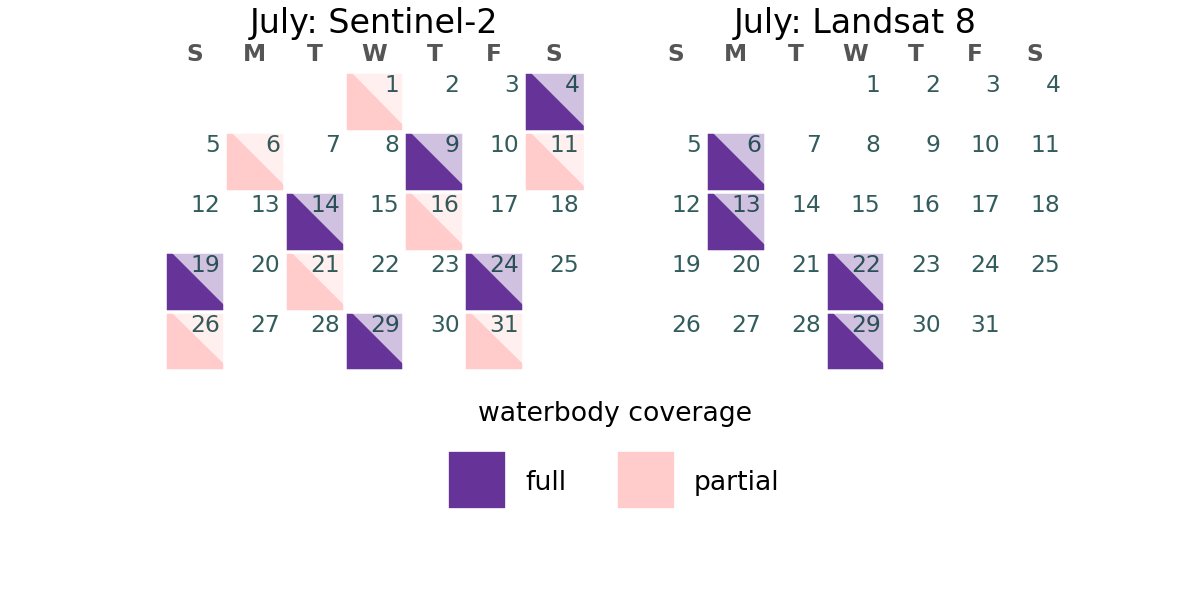 July: Sentinel-2
S M T W T F S
1 2 3 4
5 6 7 8 9 10 11
12 13 14 15 16 17 18
19 20 21 22 23 24 25
26 27 28 29 30 31
July: Landsat 8
S M T W T F S
1 2 3 4
5 6 7 8 9 10 11
12 13 14 15 16 17 18
19 20 21 22 23 24 25
26 27 28 29 30 31
waterbody coverage
full partial